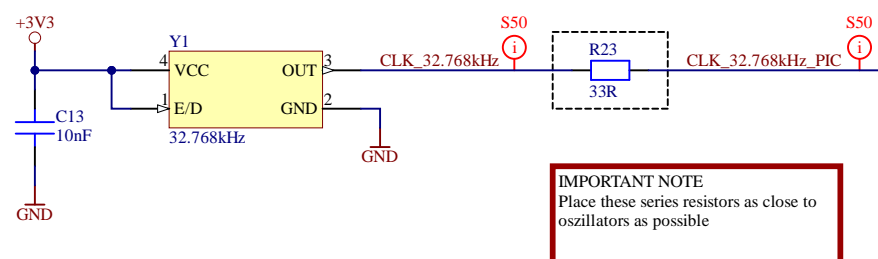 +3V3
Y1
4
VCC
OUT
3
1
E/D
GND
2
32.768kHz
C13
10nF
GND
GND
CLK_32.768kHz
S50
i
R23
33R
CLK_32.768kHz_PIC
S50
i
IMPORTANT NOTE
Place these series resistors as close to
oszillators as possible